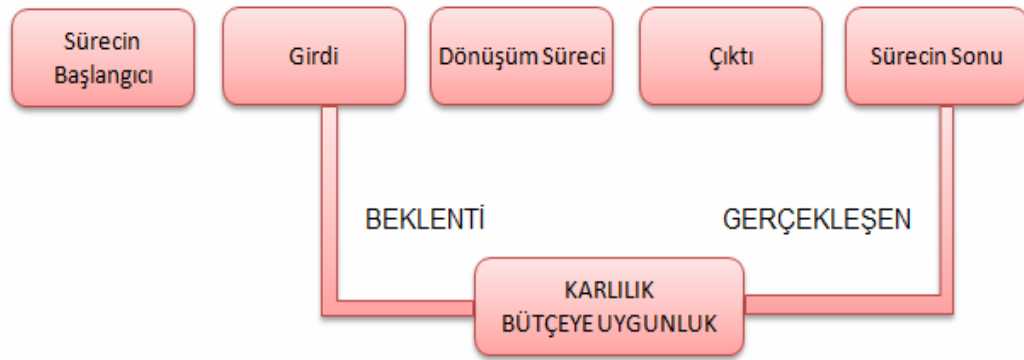 Sürecin
Başlangıcı
Girdi
Dönüşüm Süreci
Çıktı
Sürecin Sonu
BEKLENTİ
GERÇEKLEŞEN
KARLILIK
BÜTÇEYE UYGUNLUK